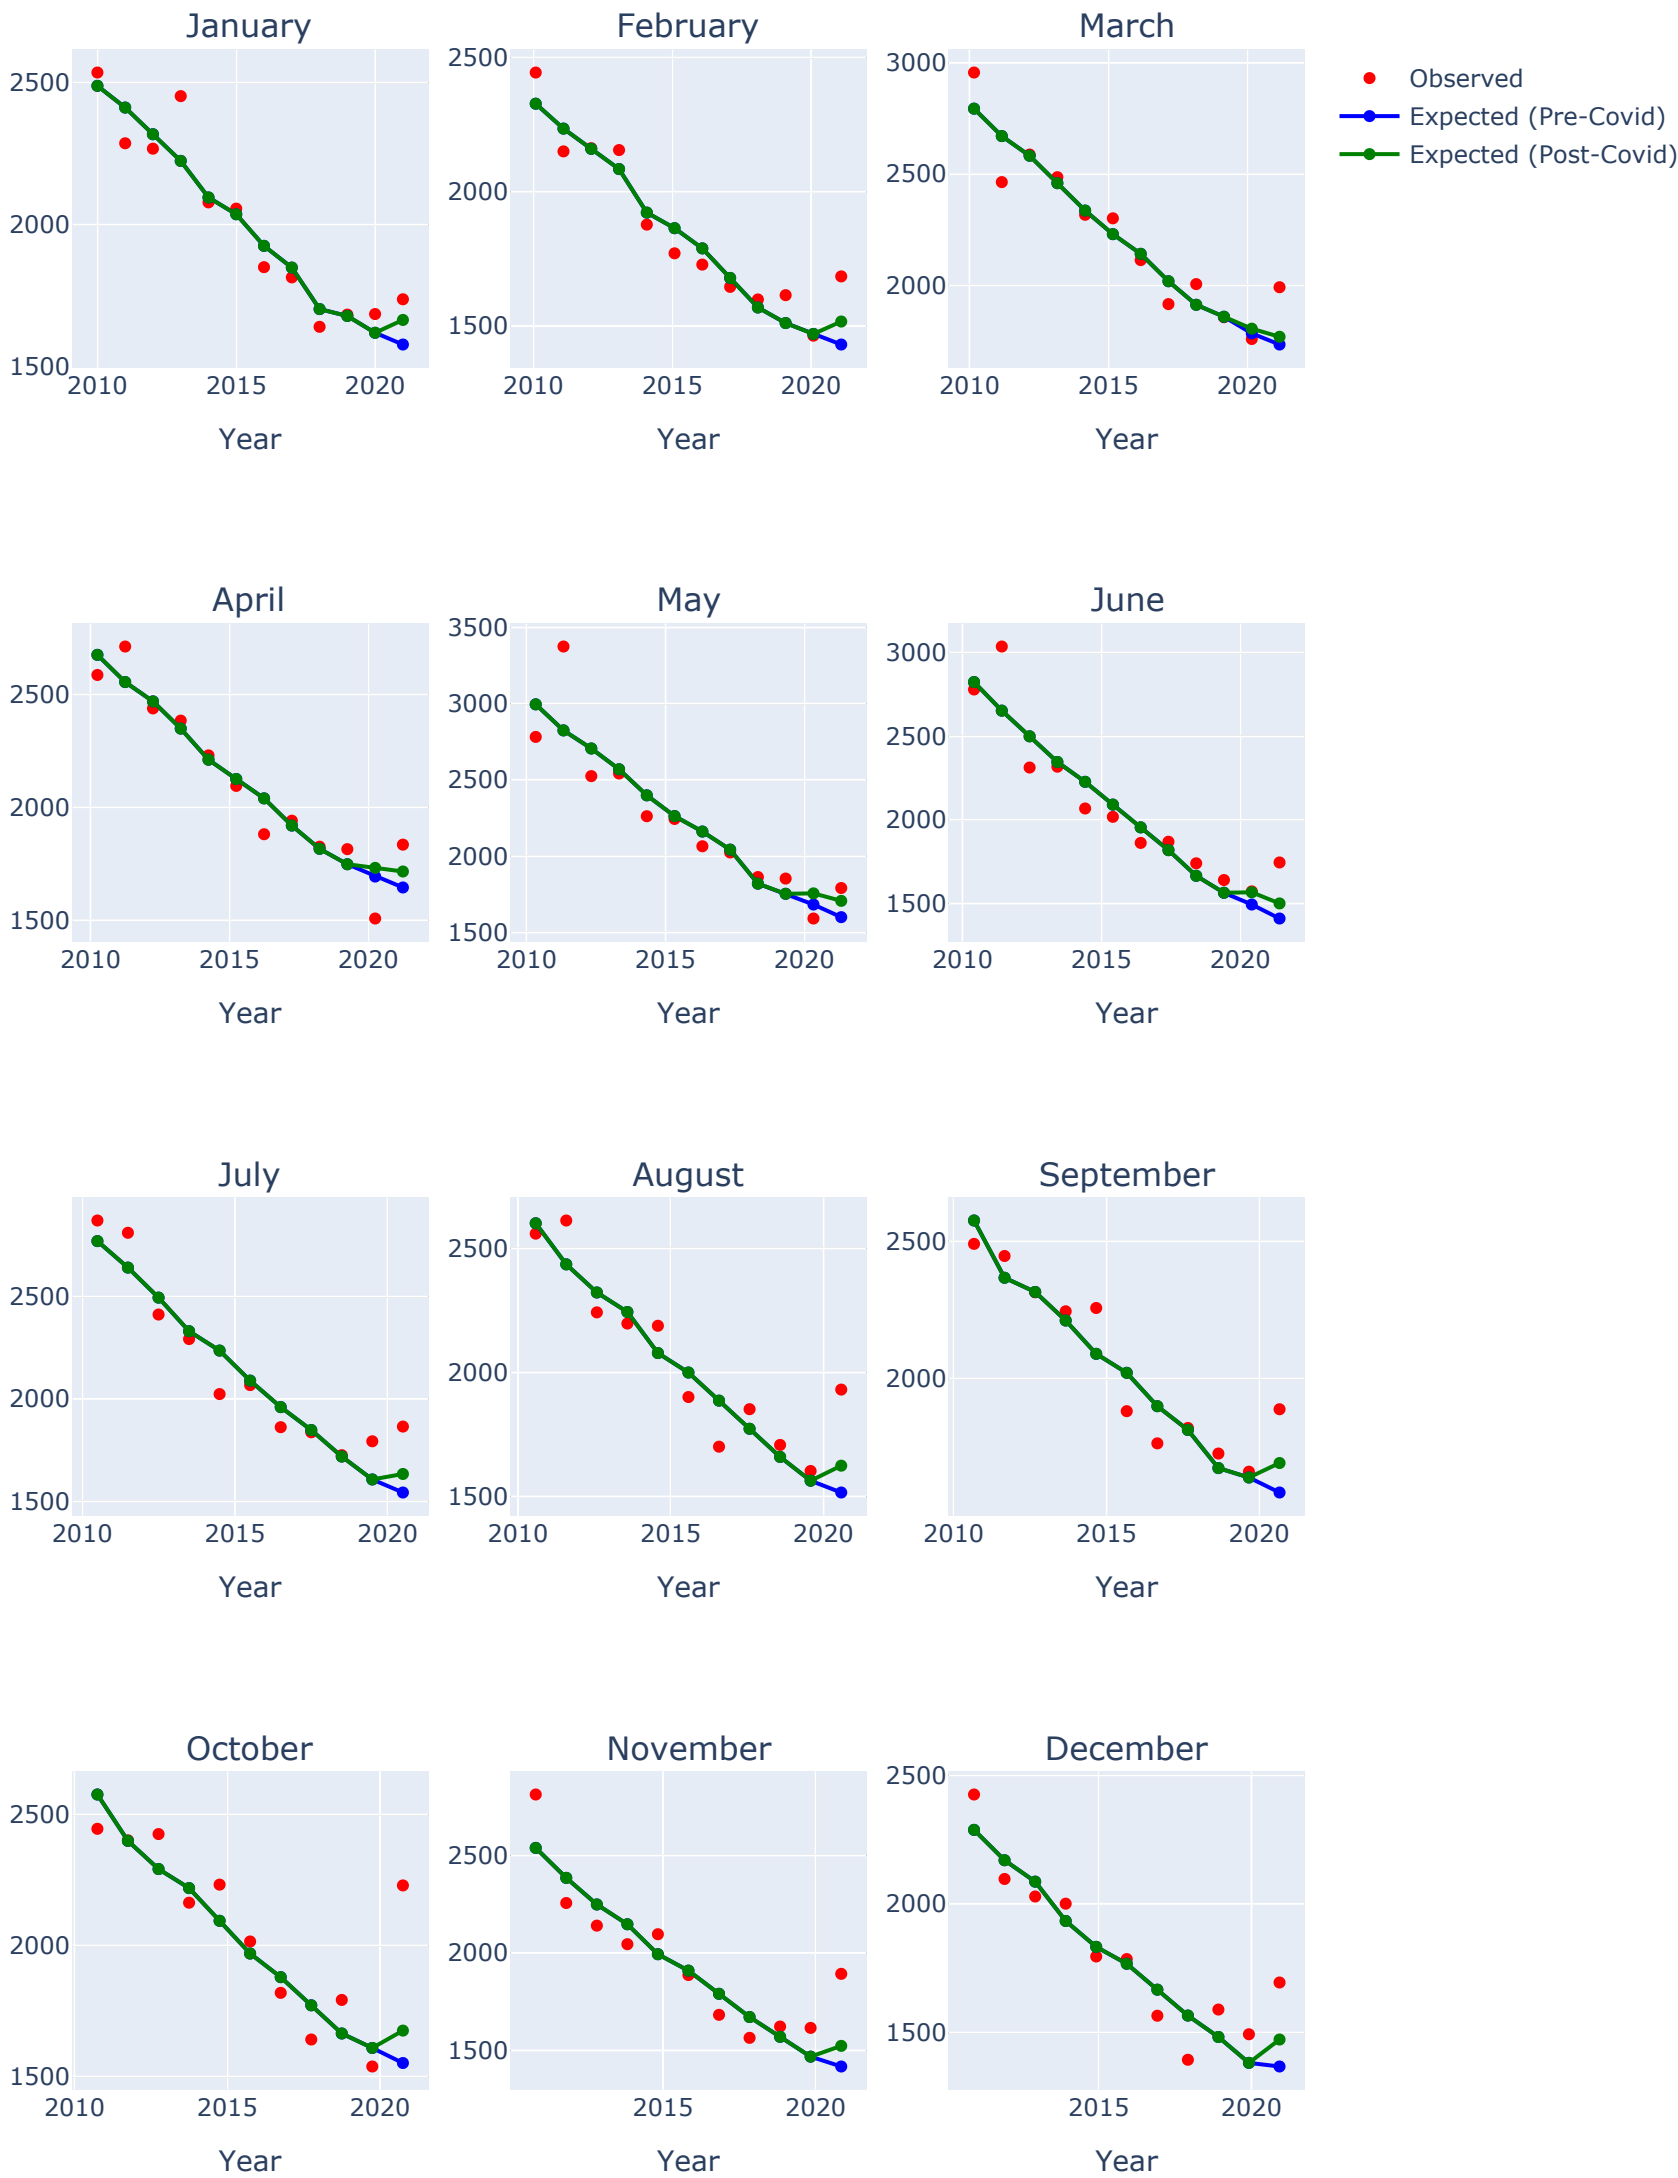 January
February
March
2500
2000
1500
2010
2015
2020
Year
2500
2000
1500
2010
2015
2020
Year
3000
2500
2000
2010
2015
2020
Year
Observed
Expected (Pre-Covid)
Expected (Post-Covid)
April
May
June
2500
2000
1500
2010
2015
2020
Year
3500
3000
2500
2000
1500
2010
2015
2020
Year
3000
2500
2000
1500
2010
2015
2020
Year
July
August
September
2500
2000
1500
2010
2015
2020
Year
2500
2000
1500
2010
2015
2020
Year
2500
2000
2010
2015
2020
Year
October
November
December
2500
2000
1500
2010
2015
2020
Year
2500
2000
1500
2015
2020
Year
2500
2000
1500
2015
2020
Year